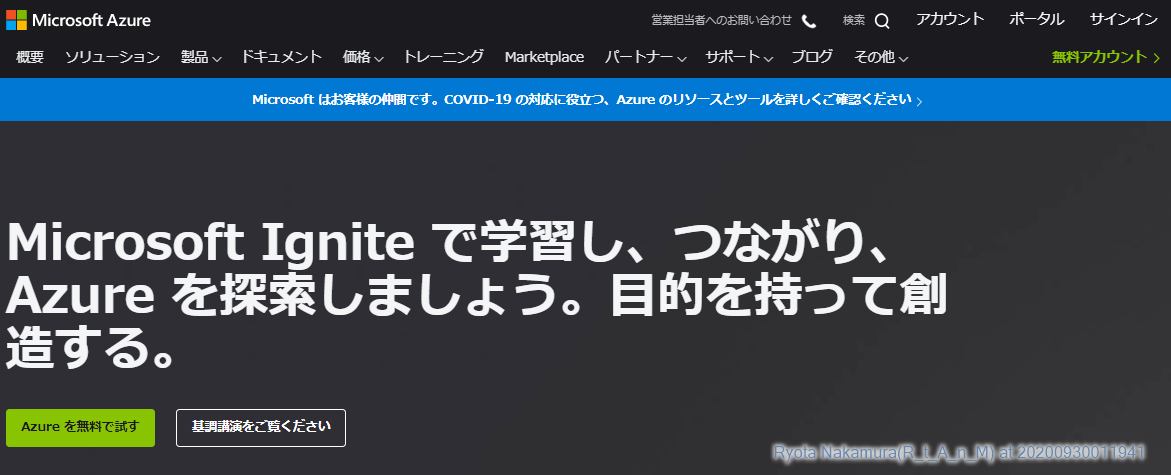 Microsoft Azure
営業担当者へのお問い合わせ 検索 アカウント ポータル サインイン
概要 ソリューション 製品 ドキュメント 価格 トレーニング Marketplace パートナー サポート ブログ その他 無料アカウント
Microsoft はお客様の仲間です。COVID-19 の対応に役立つ、Azure のリソースとツールを詳しくご確認ください
Microsoft Ignite で学習し、つながり、
Azure を探索しましょう。目的を持って創
造する。
Azure を無料で試す 基調講演をご覧ください
Ryota Nakamura(R_t_A_n_M) at 20200930011941